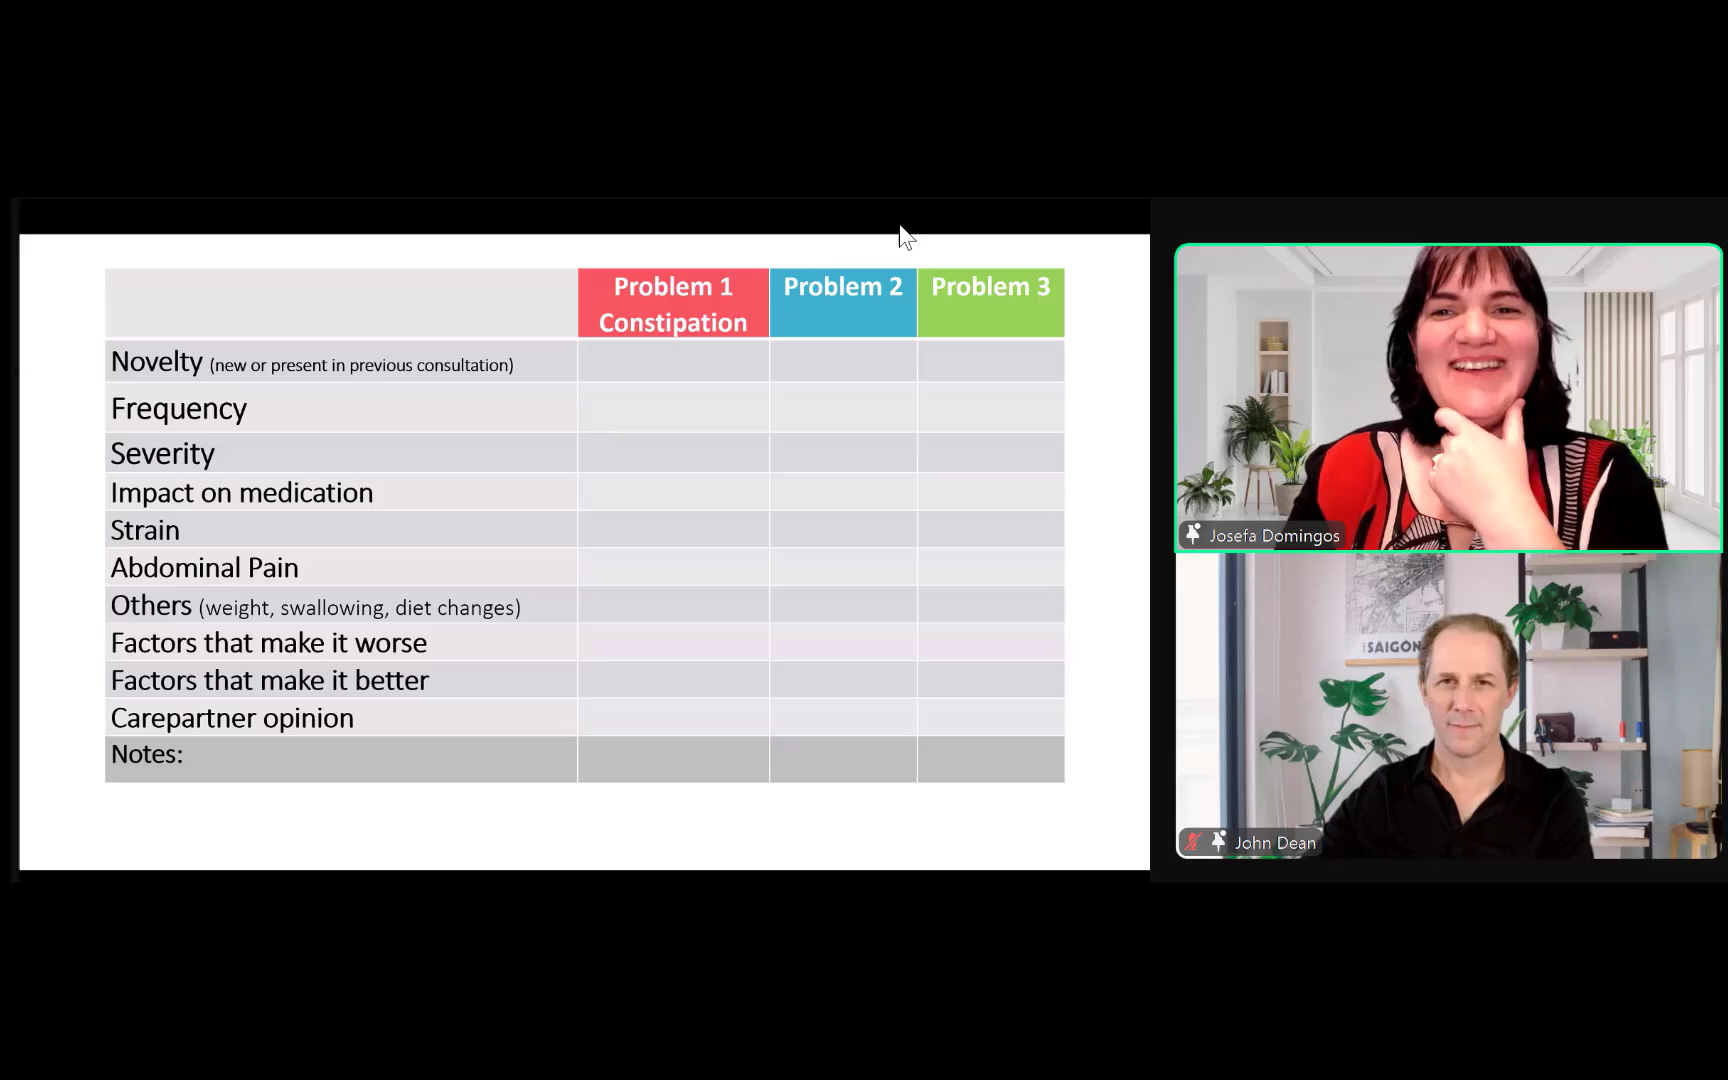 Problem 1
Constipation
Problem 2
Problem 3
Novelty (new or present in previous consultation)
Frequency
Severity
Impact on medication
Strain
Abdominal Pain
Others (weight, swallowing, diet changes)
Factors that make it worse
Factors that make it better
Carepartner opinion
Notes:
Josefa Domingos
SAIGON
John Dean